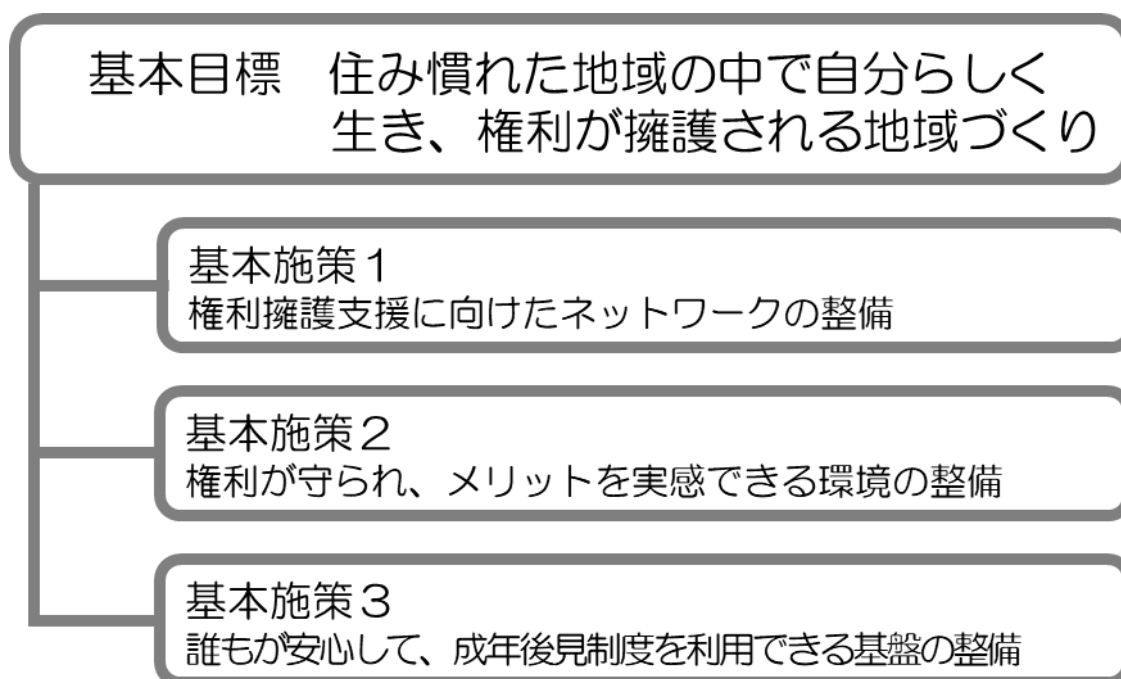 基本目標　住み慣れた地域の中で自分らしく
生き、権利が擁護される地域づくり
基本施策１
権利擁護支援に向けたネットワークの整備
基本施策２
権利が守られ、メリットを実感できる環境の整備
基本施策３
誰もが安心して、成年後見制度を利用できる基盤の整備